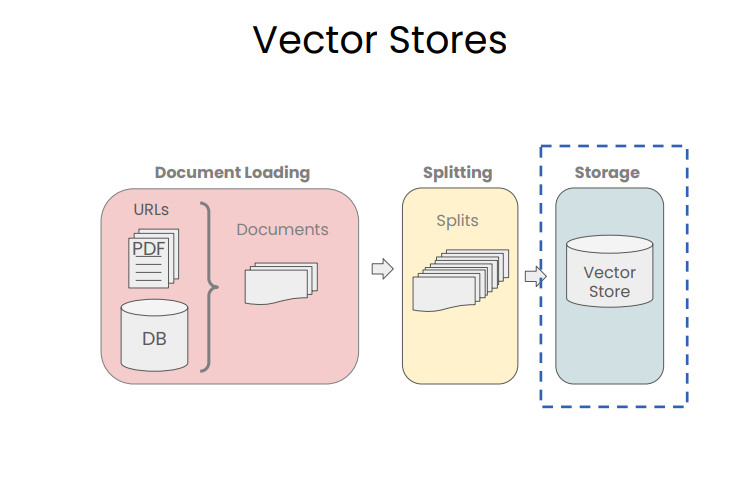 Vector Stores
Document Loading
URLs
PDF
DB
Documents
Splitting
Splits
Storage
Vector
Store